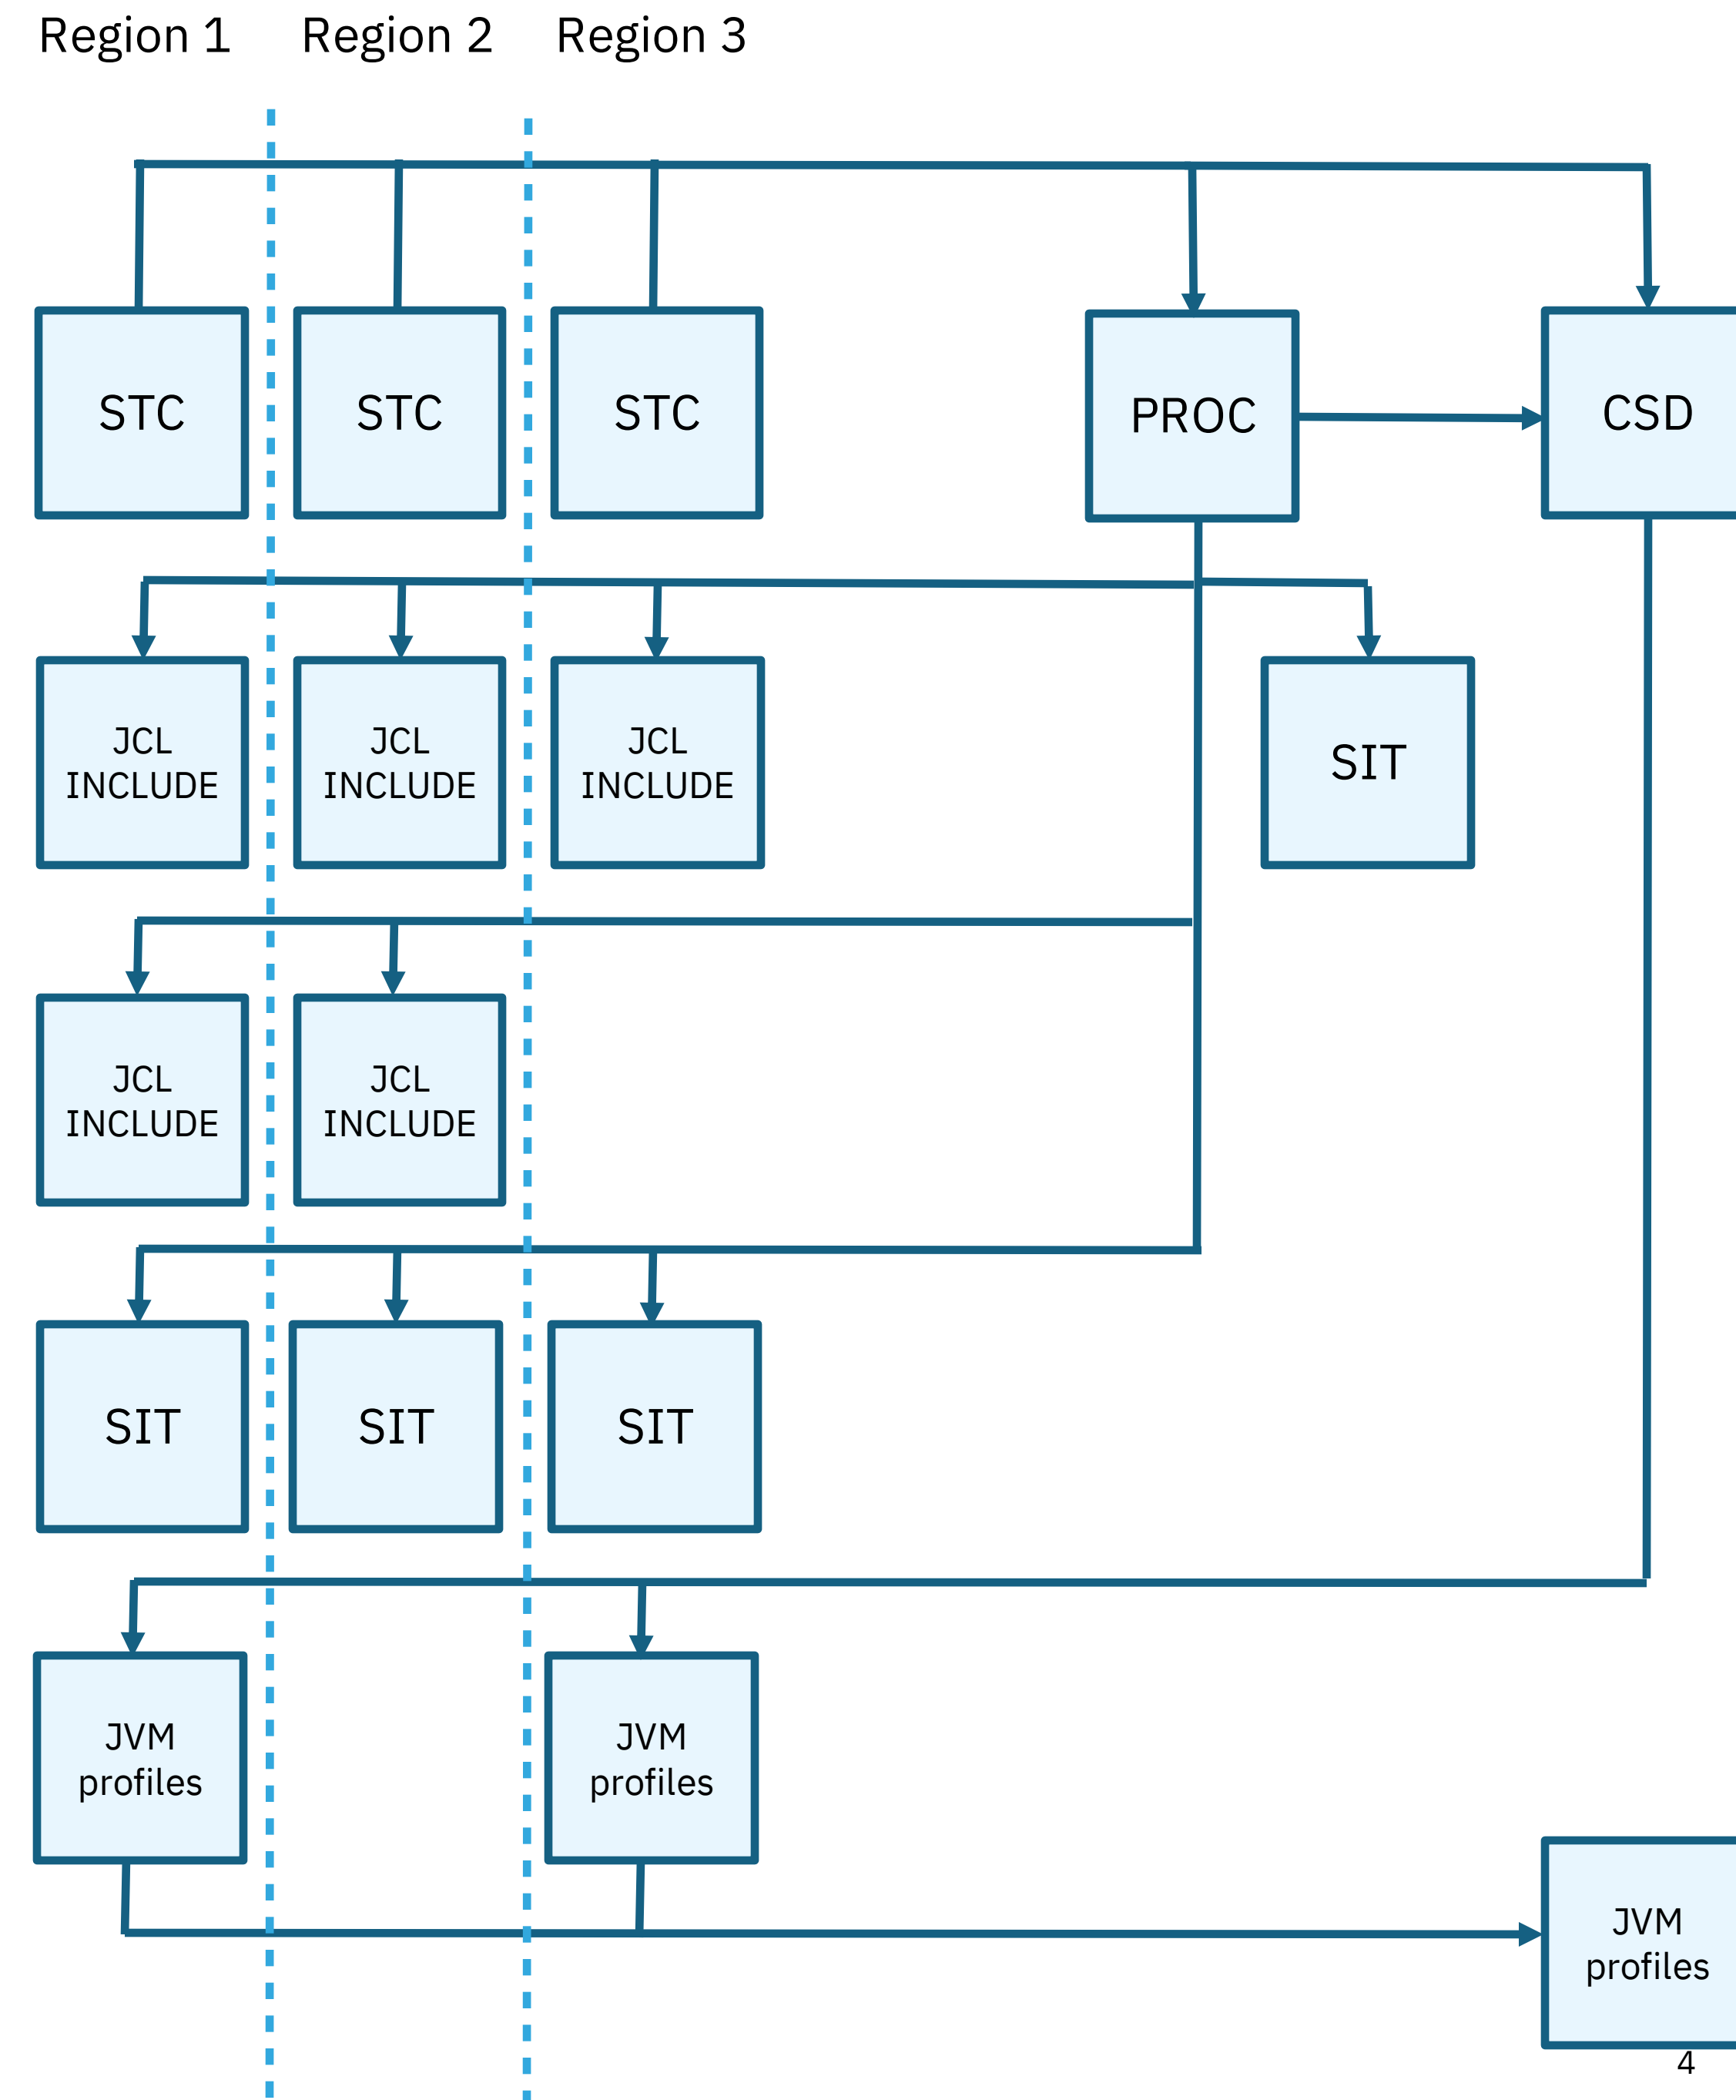 Region 1
Region 2
Region 3
STC
STC
STC
PROC
CSD
JCL
INCLUDE
JCL
INCLUDE
JCL
INCLUDE
SIT
JCL
INCLUDE
JCL
INCLUDE
SIT
SIT
SIT
JVM
profiles
JVM
profiles
JVM
profiles
4